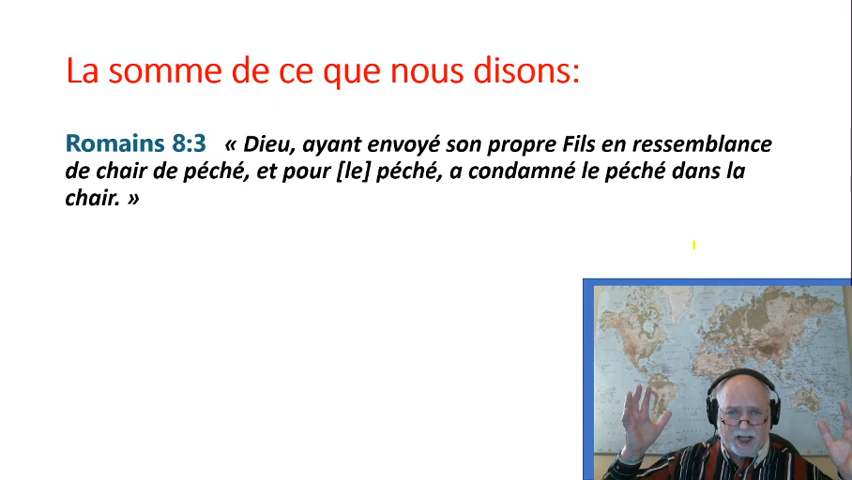 La somme de ce que nous disons:
Romains 8:3 « Dieu, ayant envoyé son propre Fils en ressemblance
de chair de péché, et pour [le] péché, a condamné le péché dans la
chair. »